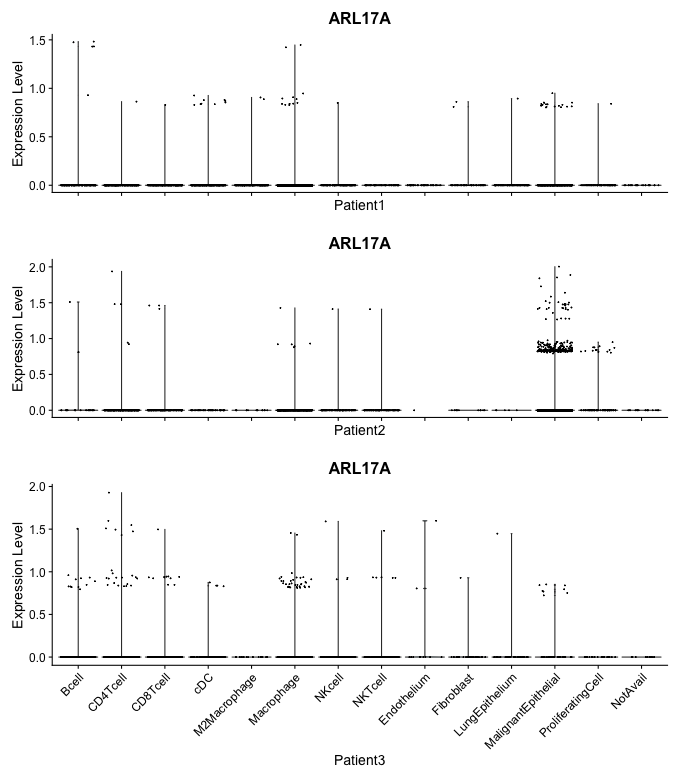 ARL17A
Expression Level
1.5
1.0
0.5
0.0
Patient1
ARL17A
Expression Level
2.0
1.5
1.0
0.5
0.0
Patient2
ARL17A
Expression Level
2.0
1.5
1.0
0.5
0.0
Bcell
CD4Tcell
CD8Tcell
cDC
M2Macrophage
Macrophage
NKcell
NKTcell
Endothelium
Fibroblast
LungEpithelium
MalignantEpithelial
ProliferatingCell
NotAvail
Patient3